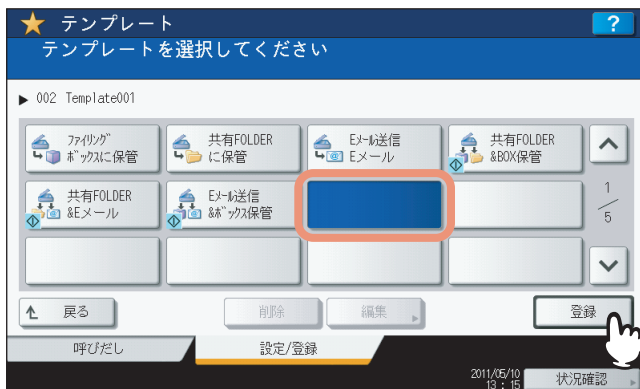 テンプレート
?
テンプレートを選択してください
▶ 002 Template001
ファイリング
ボックスに保管
共有FOLDER
に保管
Eメール送信
Eメール
共有FOLDER
&BOX保管
共有FOLDER
&Eメール
Eメール送信
&ボックス保管
1
5
戻る
削除
編集
登録
呼びだし
設定/登録
2011/05/10
13 : 15
状況確認